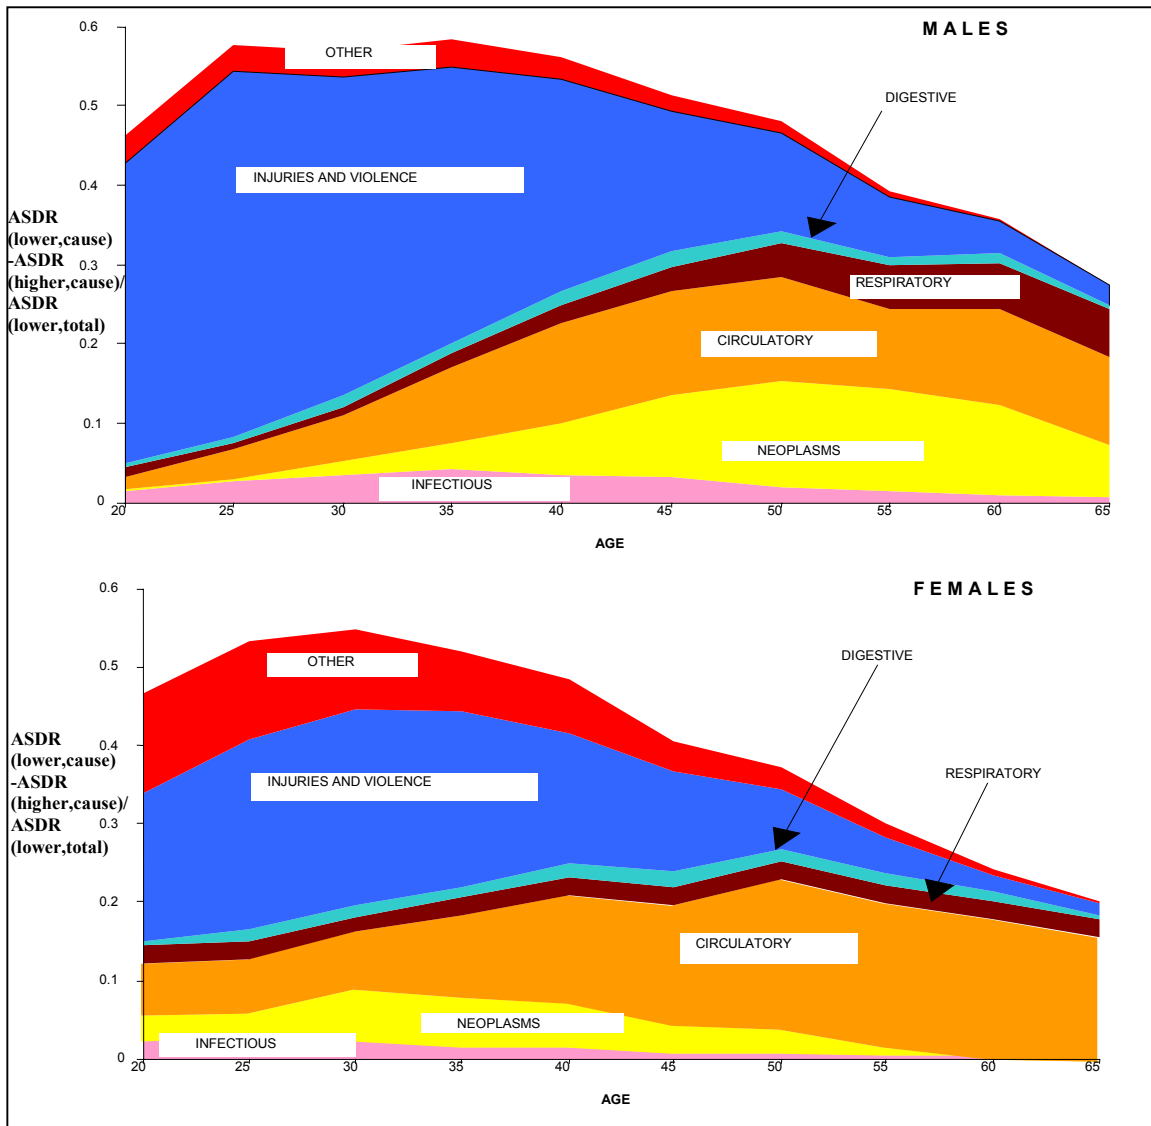 MALES
0.6
OTHER
0.5
DIGESTIVE
0.4
INJURIES AND VIOLENCE
ASDR
(lower,cause)
-ASDR
(higher,cause)/
ASDR
(lower,total)
0.3
RESPIRATORY
0.2
CIRCULATORY
0.1
NEOPLASMS
INFECTIOUS
0
20 25 30 35 40 45 50 55 60 65
AGE
FEMALES
0.6
DIGESTIVE
OTHER
0.5
0.4
ASDR
(lower,cause)
-ASDR
(higher,cause)/
ASDR
(lower,total)
RESPIRATORY
INJURIES AND VIOLENCE
0.3
0.2
CIRCULATORY
0.1
NEOPLASMS
INFECTIOUS
0
20 25 30 35 40 45 50 55 60 65
AGE